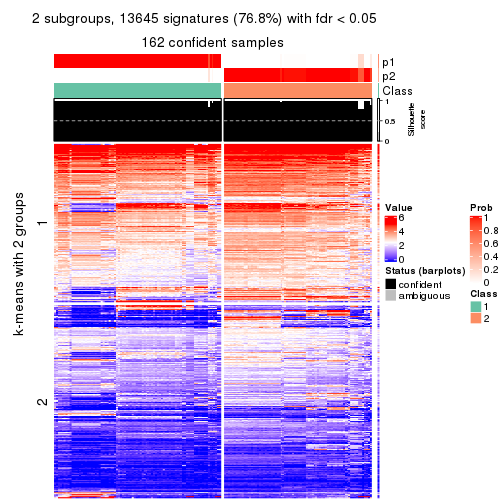 2 subgroups, 13645 signatures (76.8%) with fdr < 0.05
162 confident samples
p1
p2
Class
1
0.5
0
Silhouette
score
k-means with 2 groups
1
2
Value
6
4
2
0
Status (barplots)
confident
ambiguous
Prob
1
0.8
0.6
0.4
0.2
0
Class
1
2